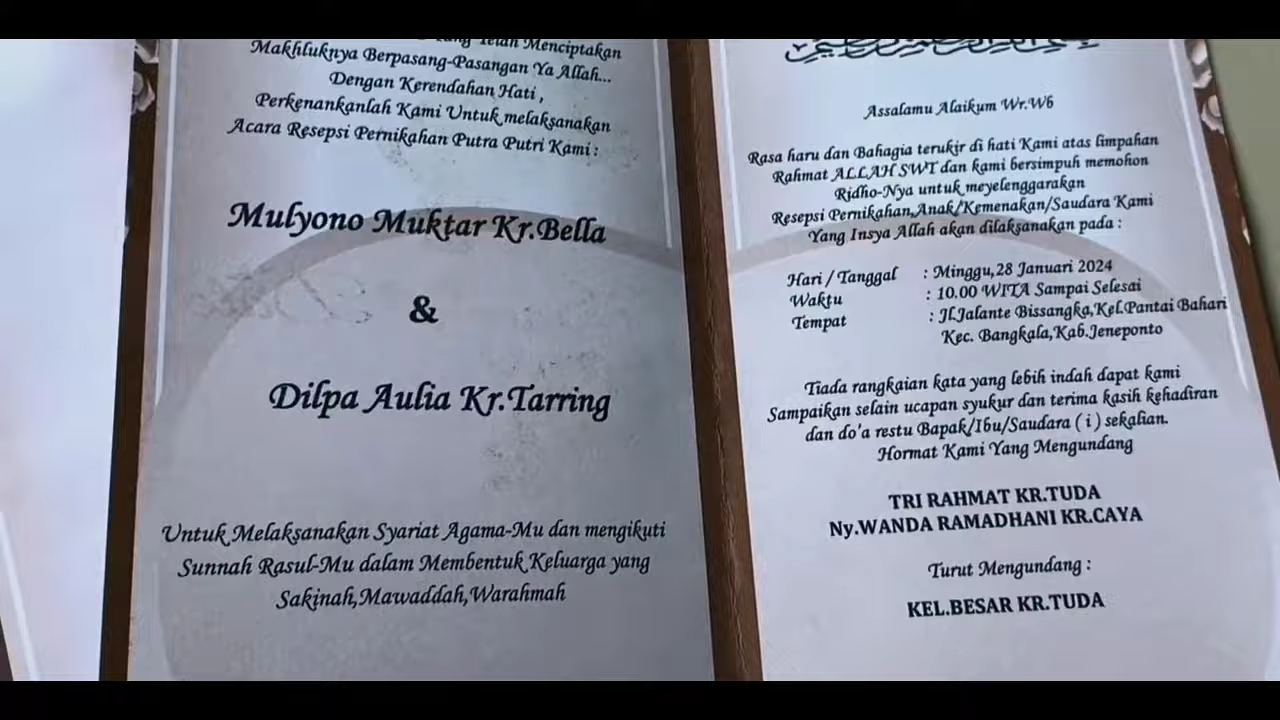 Yang Telah Menciptakan
Makhluknya Berpasang-Pasangan Ya Allah...
Dengan Kerendahan Hati ,
Perkenankanlah Kami Untuk melaksanakan
Acara Resepsi Pernikahan Putra Putri Kami :
Mulyono Muktar Kr.Bella
&
Dilpa Aulia Kr.Tarring
Untuk Melaksanakan Syariat Agama-Mu dan mengikuti
Sunnah Rasul-Mu dalam Membentuk Keluarga yang
Sakinah,Mawaddah,Warahmah
Assalamu Alaikum Wr.W6
Rasa haru dan Bahagia terukir di hati Kami atas limpahan
Rahmat ALLAH SWT dan kami bersimpuh memohon
Ridho-Nya untuk meyelenggarakan
Resepsi Pernikahan,Anak/Kemenakan/Saudara Kami
Yang Insya Allah akan dilaksanakan pada :
Hari / Tanggal : Minggu,28 Januari 2024
Waktu : 10.00 WITA Sampai Selesai
Tempat : Jl.Jalante Bissangka,Kel.Pantai Bahari
Kec. Bangkala,Kab.Jeneponto
Tiada rangkaian kata yang lebih indah dapat kami
Sampaikan selain ucapan syukur dan terima kasih kehadiran
dan do'a restu Bapak/Ibu/Saudara ( i ) sekalian.
Hormat Kami Yang Mengundang
TRI RAHMAT KR.TUDA
Ny.WANDA RAMADHANI KR.CAYA
Turut Mengundang :
KEL.BESAR KR.TUDA